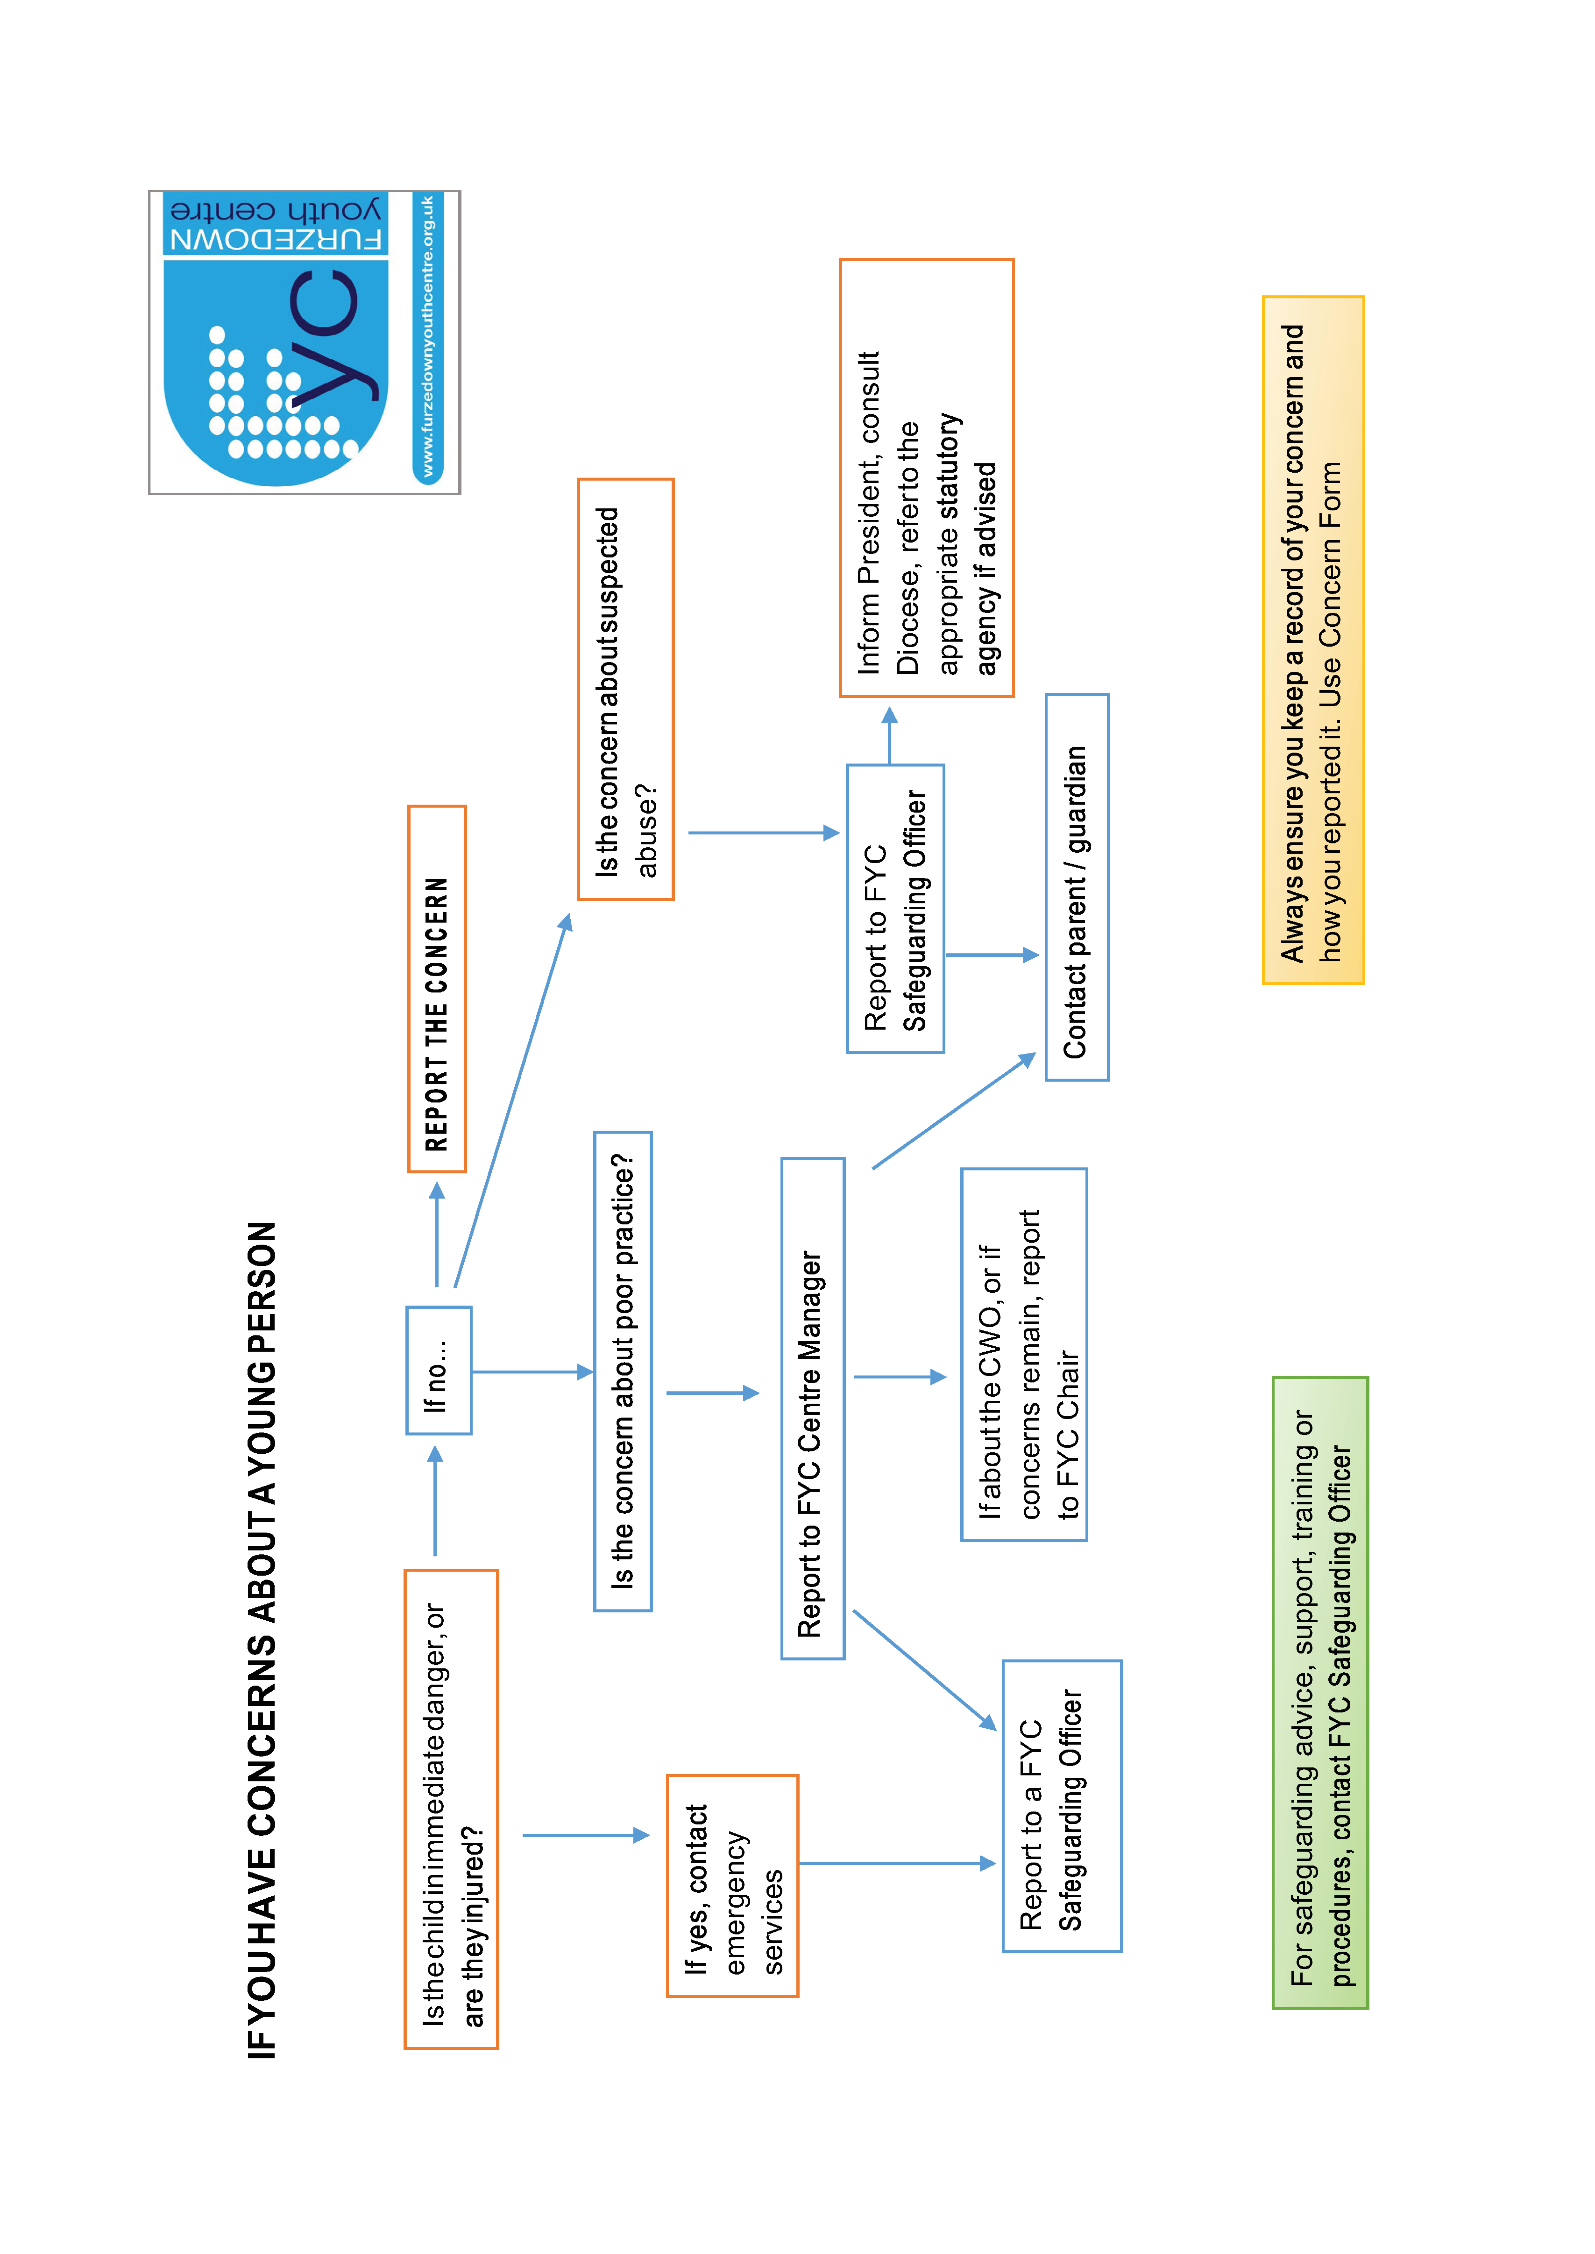 IF YOU HAVE CONCERNS ABOUT A YOUNG PERSON
fyc
FURZEDOWN
youth centre
www.furzedownyouthcentre.org.uk
Is the child in immediate danger, or
are they injured?
If no...
REPORT THE CONCERN
Is the concern about poor practice?
Is the concern about suspected
abuse?
If yes, contact
emergency
services
Report to FYC Centre Manager
Report to FYC
Safeguarding Officer
Inform President, consult
Diocese, refer to the
appropriate statutory
agency if advised
Report to a FYC
Safeguarding Officer
If about the CWO, or if
concerns remain, report
to FYC Chair
Contact parent / guardian
For safeguarding advice, support, training or
procedures, contact FYC Safeguarding Officer
Always ensure you keep a record of your concern and
how you reported it. Use Concern Form